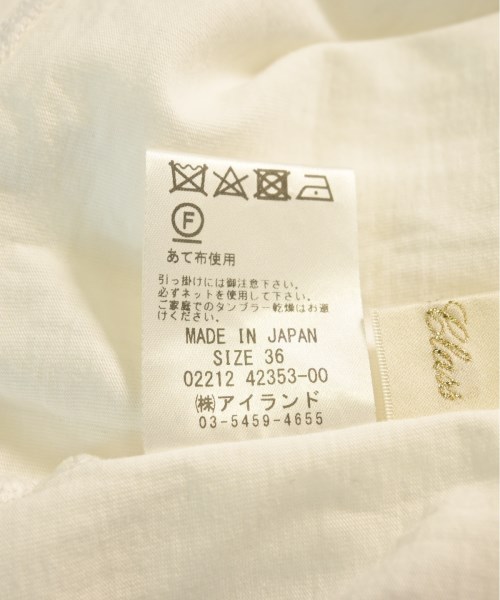 F
あて布使用
引っ掛けには御注意下さい。
必ずネットを使用して下さい。
ご家庭でのタンブラー乾燥はお避
けください。
MADE IN JAPAN
SIZE 36
02212 42353-00
㈱アイランド
03-5459-4655